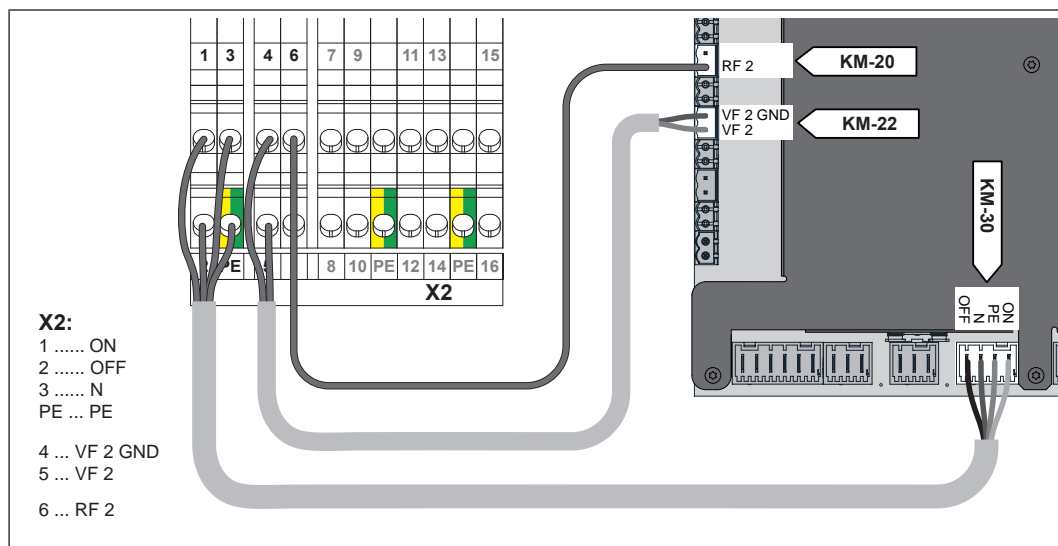 1 3 4 6 7 9 11 13 15
RF 2
KM-20
VF 2 GND
VF 2
KM-22
KM-30
ON
PE
N
OFF
PE 5 8 10 PE 12 14 PE 16
X2
X2:
1 ...... ON
2 ...... OFF
3 ...... N
PE ... PE
4 ... VF 2 GND
5 ... VF 2
6 ... RF 2